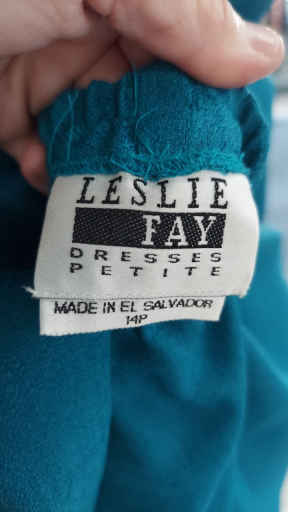 LESLIE
FAY
DRESSES
PETITE
MADE IN EL SALVADOR
14P